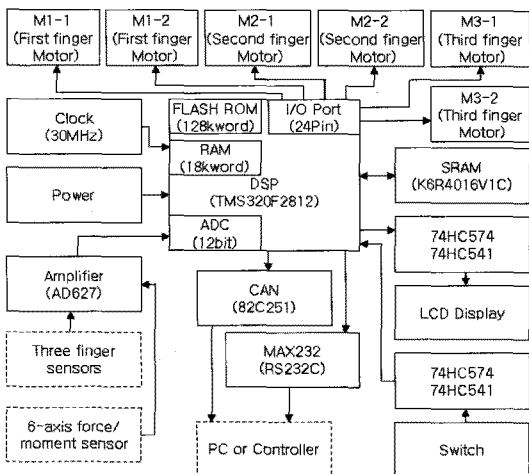 M1-1
(First finger
Motor)
M1-2
(First finger
Motor)
M2-1
(Second finger
Motor)
M2-2
(Second finger
Motor)
M3-1
(Third finger
Motor)
Clock
(30MHz)
FLASH ROM
(128kword)
I/O Port
(24Pin)
M3-2
(Third finger
Motor)
RAM
(18kword)
DSP
(TMS320F2812)
SRAM
(K6R4016V1C)
Power
ADC
(12bit)
74HC574
74HC541
Amplifier
(AD627)
CAN
(82C251)
LCD Display
Three finger
sensors
MAX232
(RS232C)
74HC574
74HC541
6-axis force/
moment sensor
PC or Controller
Switch